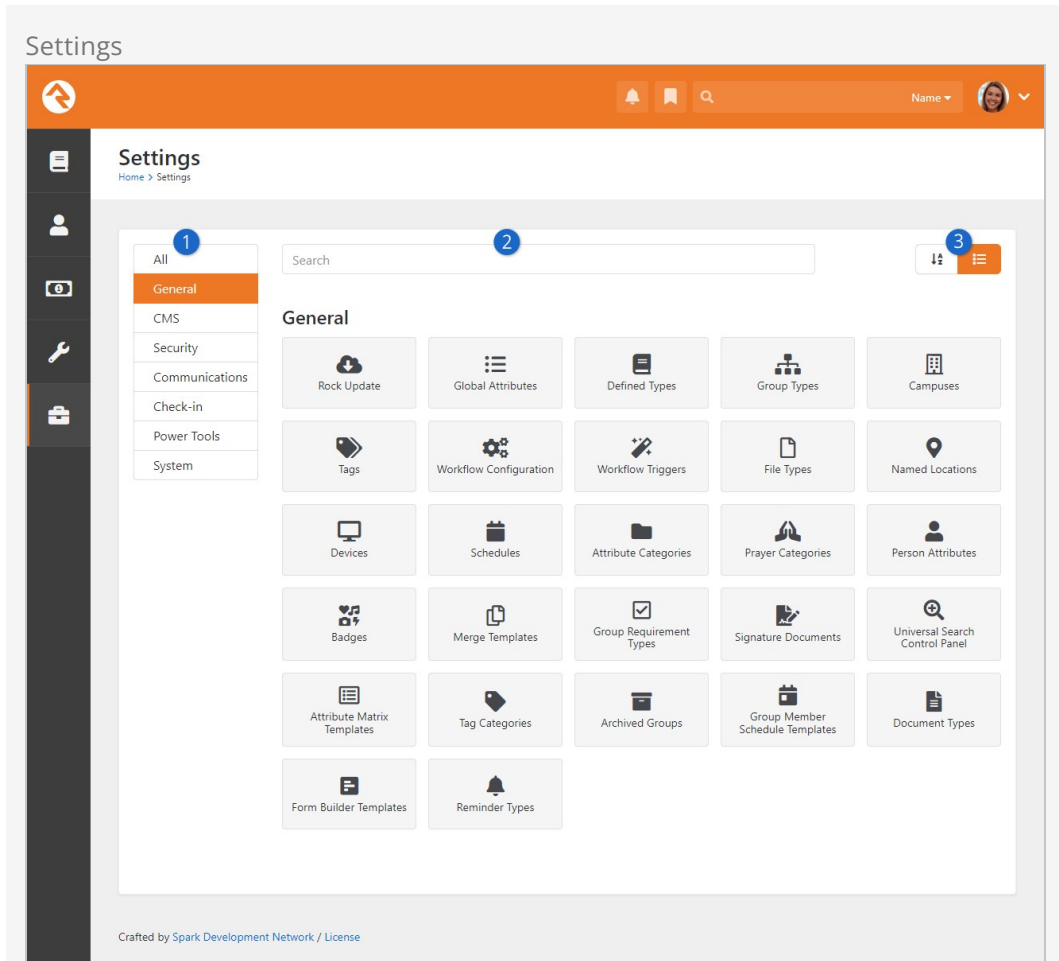 Settings
Name
Settings
Home > Settings
1
2
3
All
General
CMS
Security
Communications
Check-in
Power Tools
System
Search
General
Rock Update
Global Attributes
Defined Types
Group Types
Campuses
Tags
Workflow Configuration
Workflow Triggers
File Types
Named Locations
Devices
Schedules
Attribute Categories
Prayer Categories
Person Attributes
Badges
Merge Templates
Group Requirement
Types
Signature Documents
Universal Search
Control Panel
Attribute Matrix
Templates
Tag Categories
Archived Groups
Group Member
Schedule Templates
Document Types
Form Builder Templates
Reminder Types
Crafted by Spark Development Network / License